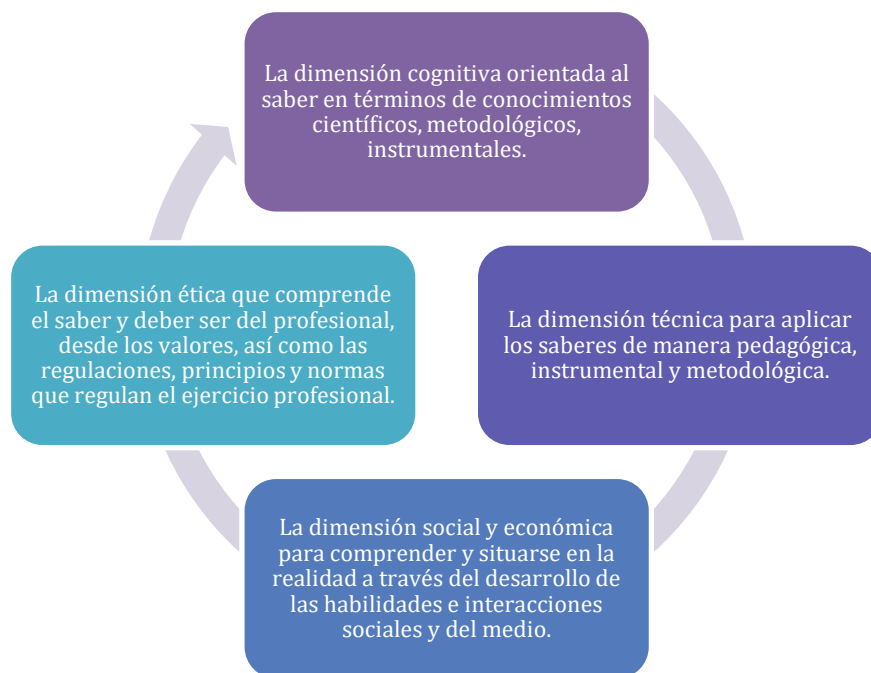 La dimensión cognitiva orientada al
saber en términos de conocimientos
científicos, metodológicos,
instrumentales.
La dimensión técnica para aplicar
los saberes de manera pedagógica,
instrumental y metodológica.
La dimensión social y económica
para comprender y situarse en la
realidad a través del desarrollo de
las habilidades e interacciones
sociales y del medio.
La dimensión ética que comprende
el saber y deber ser del profesional,
desde los valores, así como las
regulaciones, principios y normas
que regulan el ejercicio profesional.